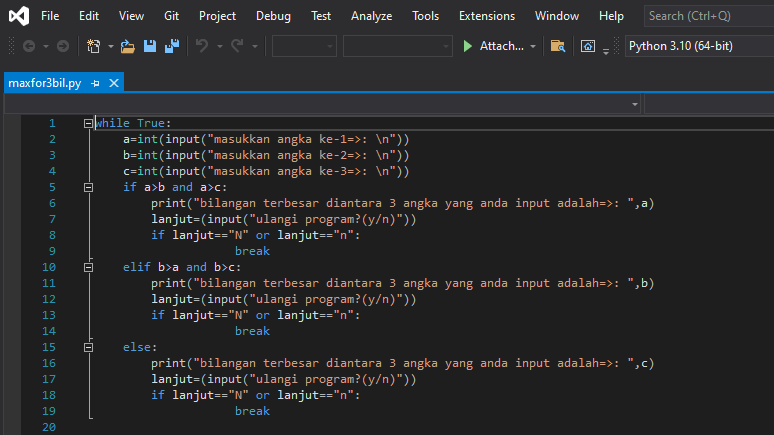 File Edit View Git Project Debug Test Analyze Tools Extensions Window Help Search (Ctrl+Q)
Attach... Python 3.10 (64-bit)
maxfor3bil.py
1 while True:
2 a=int(input("masukkan angka ke-1=>: \n"))
3 b=int(input("masukkan angka ke-2=>: \n"))
4 c=int(input("masukkan angka ke-3=>: \n"))
5 if a>b and a>c:
6 print("bilangan terbesar diantara 3 angka yang anda input adalah=>: ",a)
7 lanjut=(input("ulangi program?(y/n)"))
8 if lanjut=="N" or lanjut=="n":
9 break
10 elif b>a and b>c:
11 print("bilangan terbesar diantara 3 angka yang anda input adalah=>: ",b)
12 lanjut=(input("ulangi program?(y/n)"))
13 if lanjut=="N" or lanjut=="n":
14 break
15 else:
16 print("bilangan terbesar diantara 3 angka yang anda input adalah=>: ",c)
17 lanjut=(input("ulangi program?(y/n)"))
18 if lanjut=="N" or lanjut=="n":
19 break
20